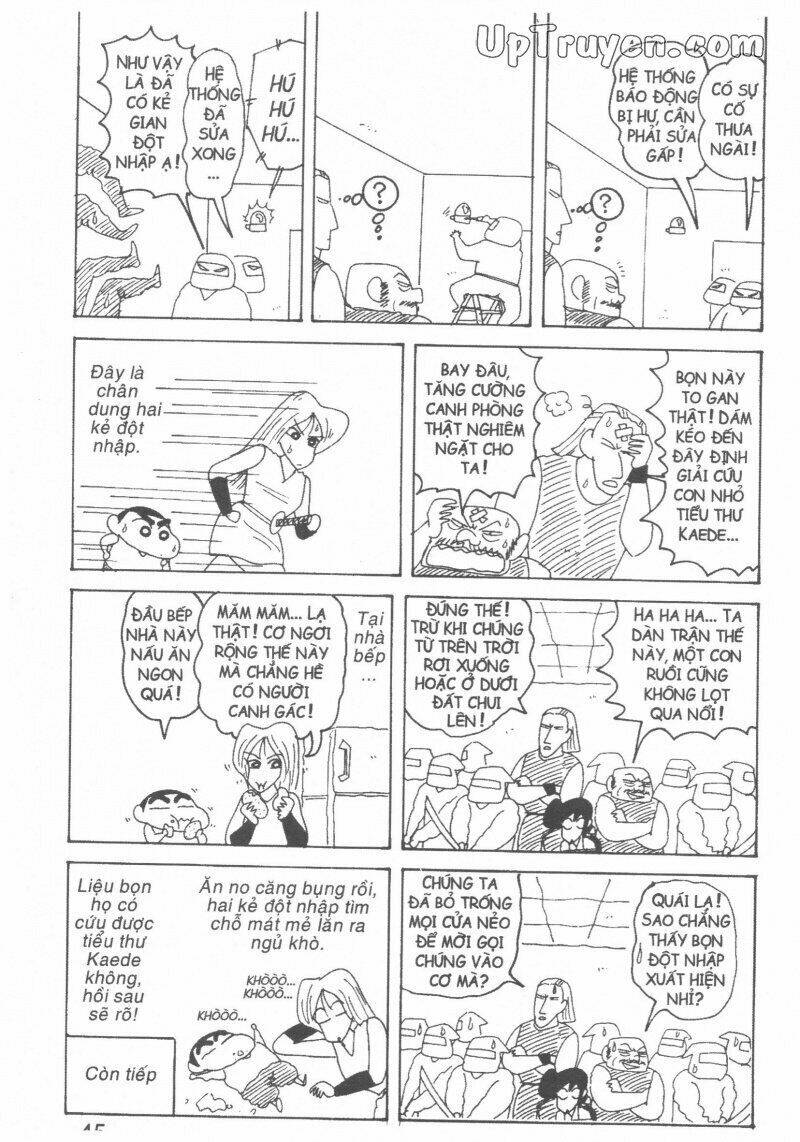 UpTruyen.com
CÓ SỰ
CỐ
THƯA
NGÀI!
HỆ THỐNG
BÁO ĐỘNG
BỊ HƯ, CẦN
PHẢI SỬA
GẤP!
?
?
HÚ
HÚ
HÚ...
HỆ
THỐNG
ĐÃ
SỬA
XONG
...
NHƯ VẬY
LÀ ĐÃ
CÓ KẺ
GIAN
ĐỘT
NHẬP Ạ!
BỌN NÀY
TO GAN
THẬT! DÁM
KÉO ĐẾN
ĐÂY ĐỊNH
GIẢI CỨU
CON NHỎ
TIỂU THƯ
KAEDE...
BAY ĐÂU,
TĂNG CƯỜNG
CANH PHÒNG
THẬT NGHIÊM
NGẶT CHO
TA!
Đây là
chân
dung hai
kẻ đột
nhập.
HA HA HA... TA
DÀN TRẬN THẾ
NÀY, MỘT CON
RUỒI CŨNG
KHÔNG LỌT
QUA NỔI!
ĐÚNG THẾ!
TRỪ KHI CHÚNG
TỪ TRÊN TRỜI
RƠI XUỐNG
HOẶC Ở DƯỚI
ĐẤT CHUI
LÊN!
Tại
nhà
bếp
...
MĂM MĂM... LẠ
THẬT! CƠ NGƠI
RỘNG THẾ NÀY
MÀ CHẲNG HỀ
CÓ NGƯỜI
CANH GÁC!
ĐẦU BẾP
NHÀ NÀY
NẤU ĂN
NGON
QUÁ!
QUÁI LẠ!
SAO CHẲNG
THẤY BỌN
ĐỘT NHẬP
XUẤT HIỆN
NHỈ?
CHÚNG TA
ĐÃ BỎ TRỐNG
MỌI CỬA NẺO
ĐỂ MỜI GỌI
CHÚNG VÀO
CƠ MÀ?
Ăn no căng bụng rồi,
hai kẻ đột nhập tìm
chỗ mát mẻ lăn ra
ngủ khò.
KHÒÒÒ...
KHÒÒÒ...
KHÒÒÒ...
Liệu bọn
họ có
cứu được
tiểu thư
Kaede
không,
hồi sau
sẽ rõ!
Còn tiếp
45